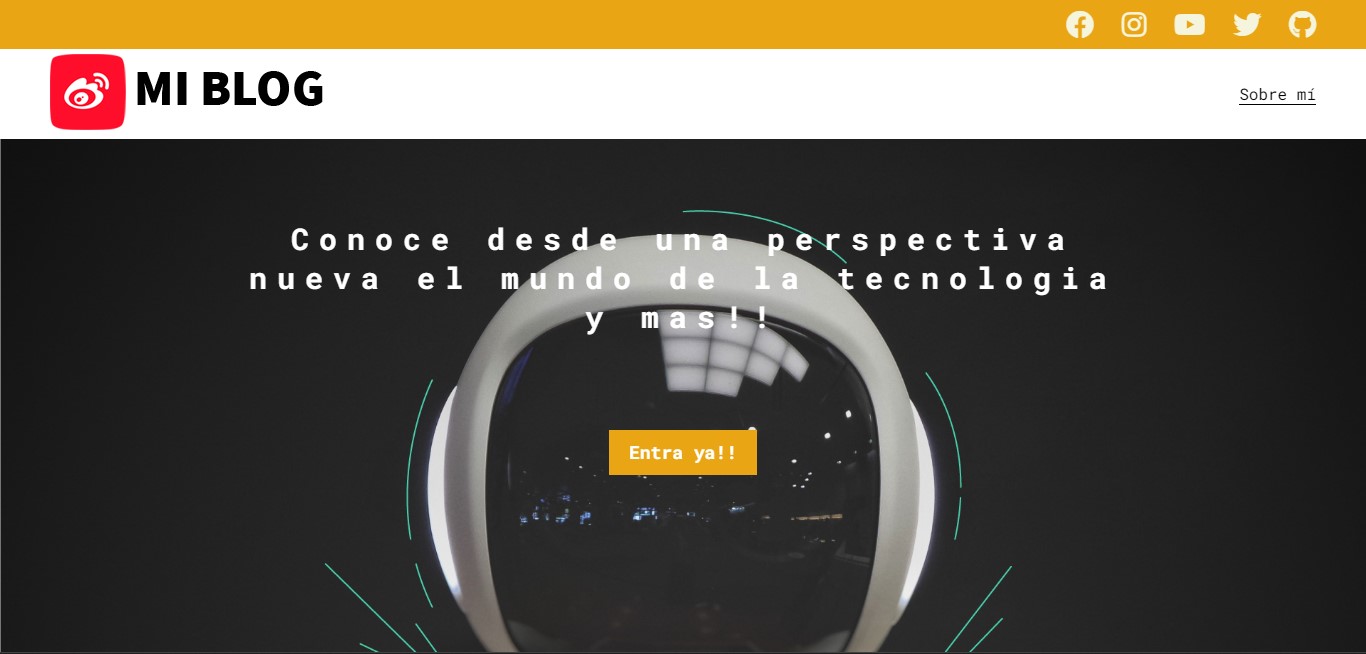 MI BLOG
Sobre mí
Conoce desde una perspectiva
nueva el mundo de la tecnologia
y mas!!
Entra ya!!